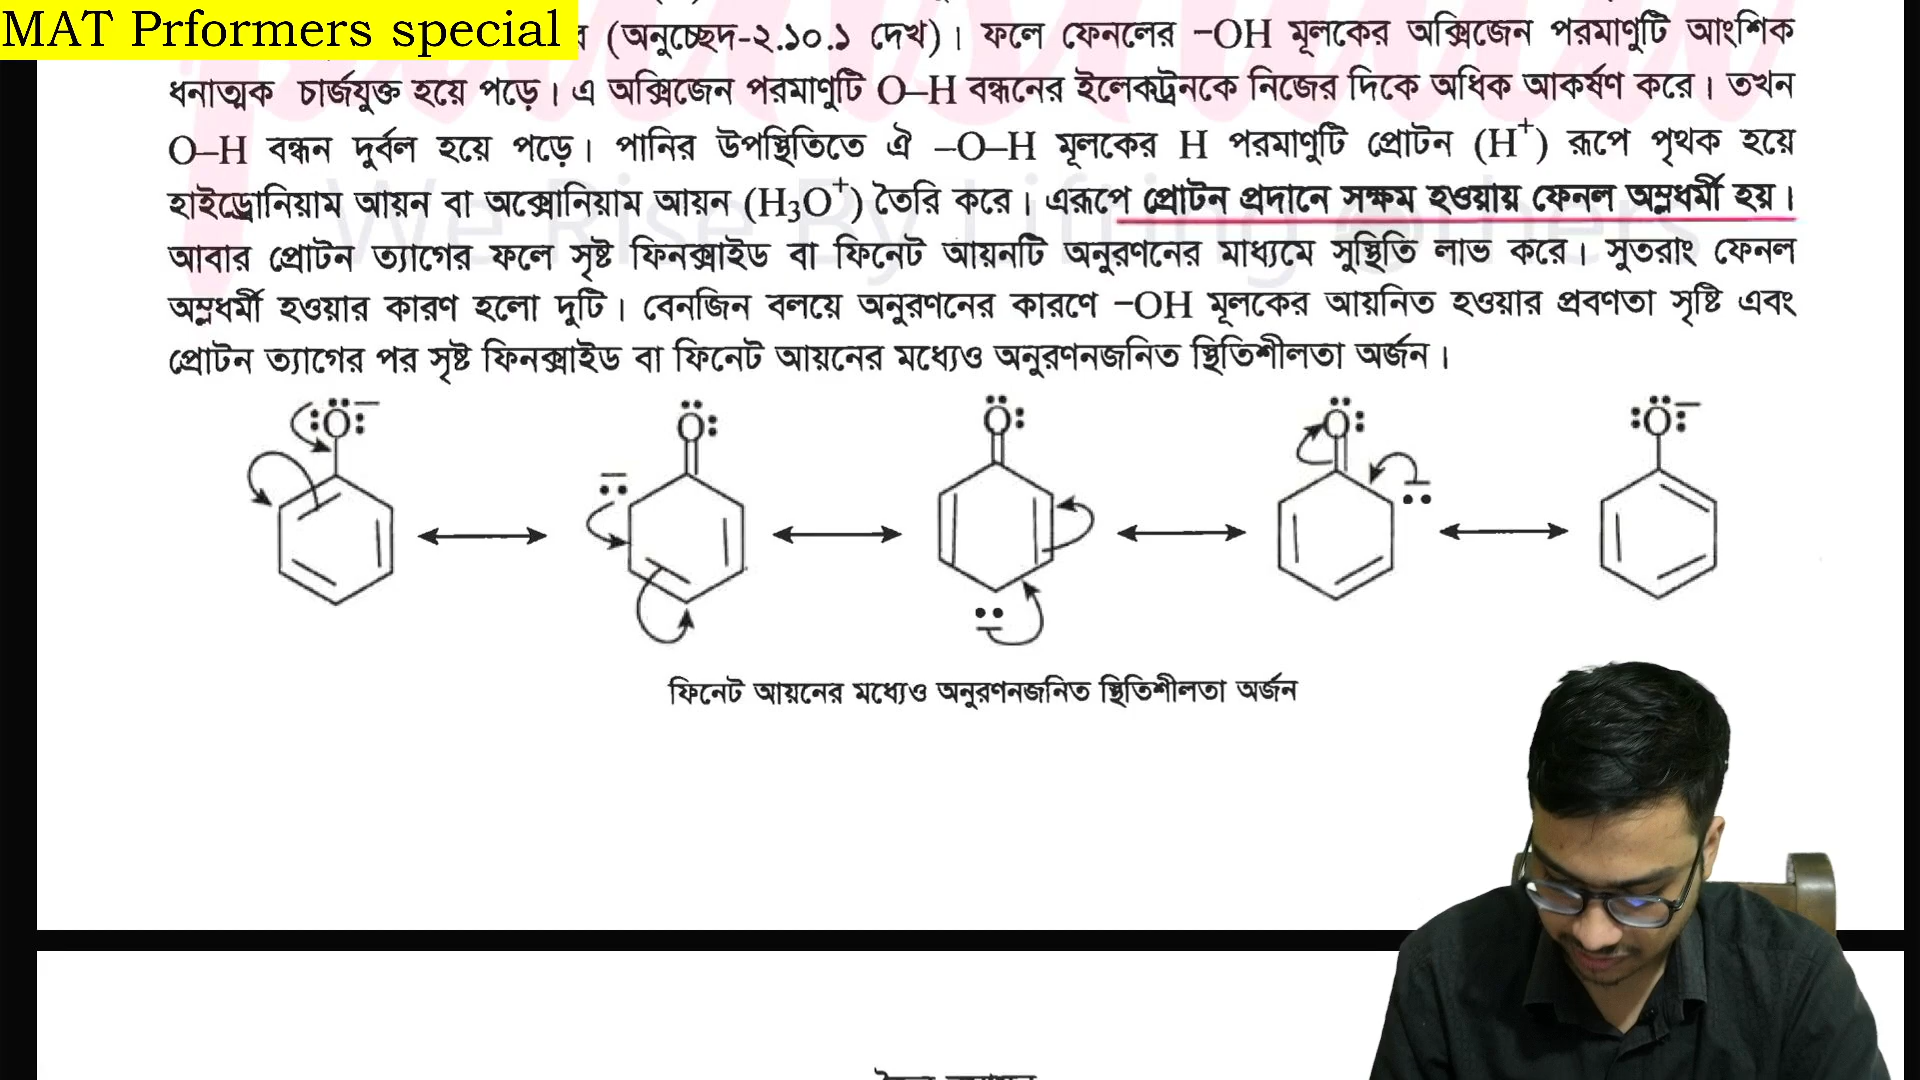 MAT Prformers special
(অনুচ্ছেদ-২.১০.১ দেখ)। ফলে ফেনলের –OH মূলকের অক্সিজেন পরমাণুটি আংশিক
ধনাত্মক চার্জযুক্ত হয়ে পড়ে। এ অক্সিজেন পরমাণুটি O–H বন্ধনের ইলেকট্রনকে নিজের দিকে অধিক আকর্ষণ করে। তখন
O–H বন্ধন দুর্বল হয়ে পড়ে। পানির উপস্থিতিতে ঐ –O–H মূলকের H পরমাণুটি প্রোটন (H⁺) রূপে পৃথক হয়ে
হাইড্রোনিয়াম আয়ন বা অক্সোনিয়াম আয়ন (H₃O⁺) তৈরি করে। এরূপে প্রোটন প্রদানে সক্ষম হওয়ায় ফেনল অম্লধর্মী হয়।
We Rise By Lifting Others
আবার প্রোটন ত্যাগের ফলে সৃষ্ট ফিনক্সাইড বা ফিনেট আয়নটি অনুরণনের মাধ্যমে সুস্থিতি লাভ করে। সুতরাং ফেনল
অম্লধর্মী হওয়ার কারণ হলো দুটি। বেনজিন বলয়ে অনুরণনের কারণে –OH মূলকের আয়নিত হওয়ার প্রবণতা সৃষ্টি এবং
প্রোটন ত্যাগের পর সৃষ্ট ফিনক্সাইড বা ফিনেট আয়নের মধ্যেও অনুরণনজনিত স্থিতিশীলতা অর্জন।
O O O O O
ফিনেট আয়নের মধ্যেও অনুরণনজনিত স্থিতিশীলতা অর্জন